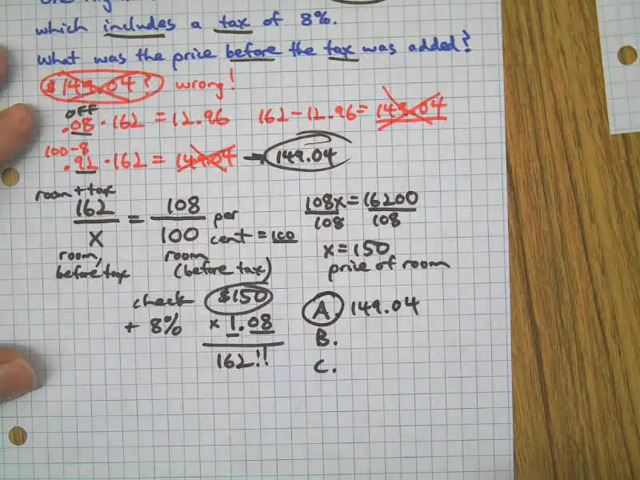 which includes a tax of 8%.
What was the price before the tax was added?
$149.04? wrong!
off
.08 · 162 = 12.96 162 - 12.96 = 149.04
100-8
.92 · 162 = 149.04 → 149.04
room + tax
162 / x = 108 / 100 per cent = 100
room, before tax
room (before tax)
108x = 16200
108 108
x = 150
price of room
check $150
+ 8% x 1.08
162!!
A. 149.04
B.
C.